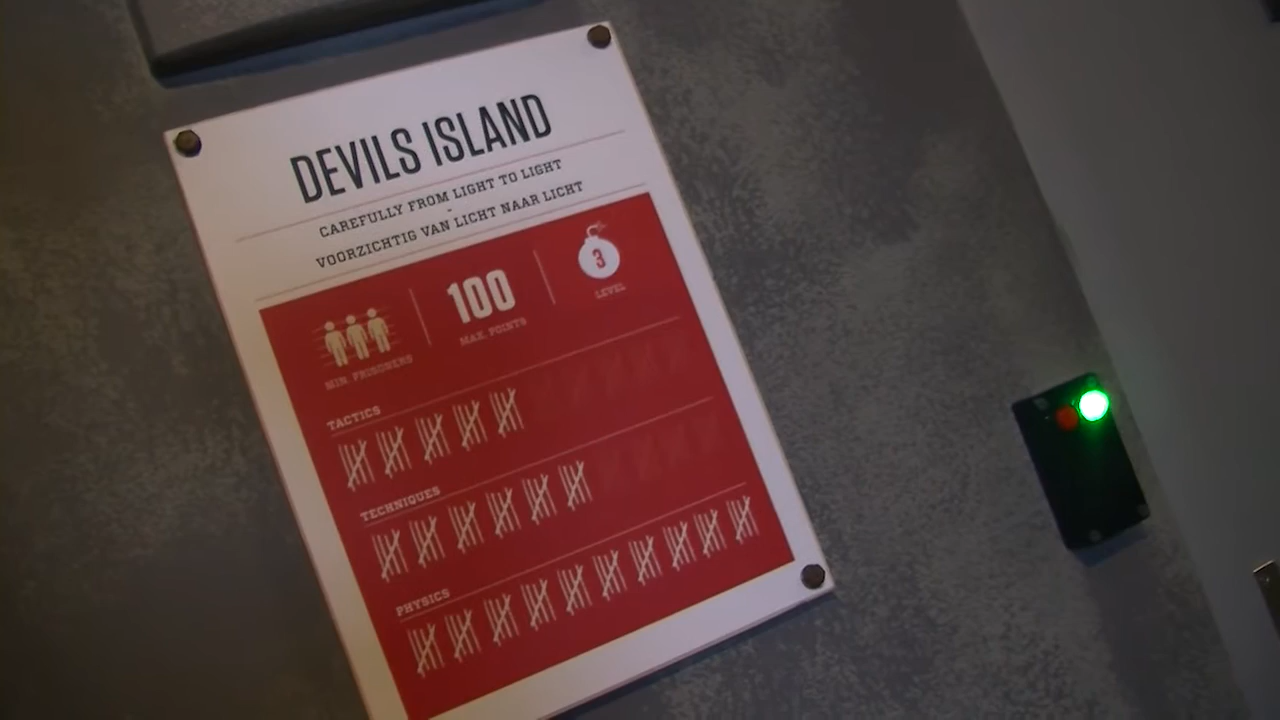 DEVILS ISLAND
CAREFULLY FROM LIGHT TO LIGHT
-
VOORZICHTIG VAN LICHT NAAR LICHT
MIN. PRISONERS
100
MAX. POINTS
3
LEVEL
TACTICS
TECHNIQUES
PHYSICS